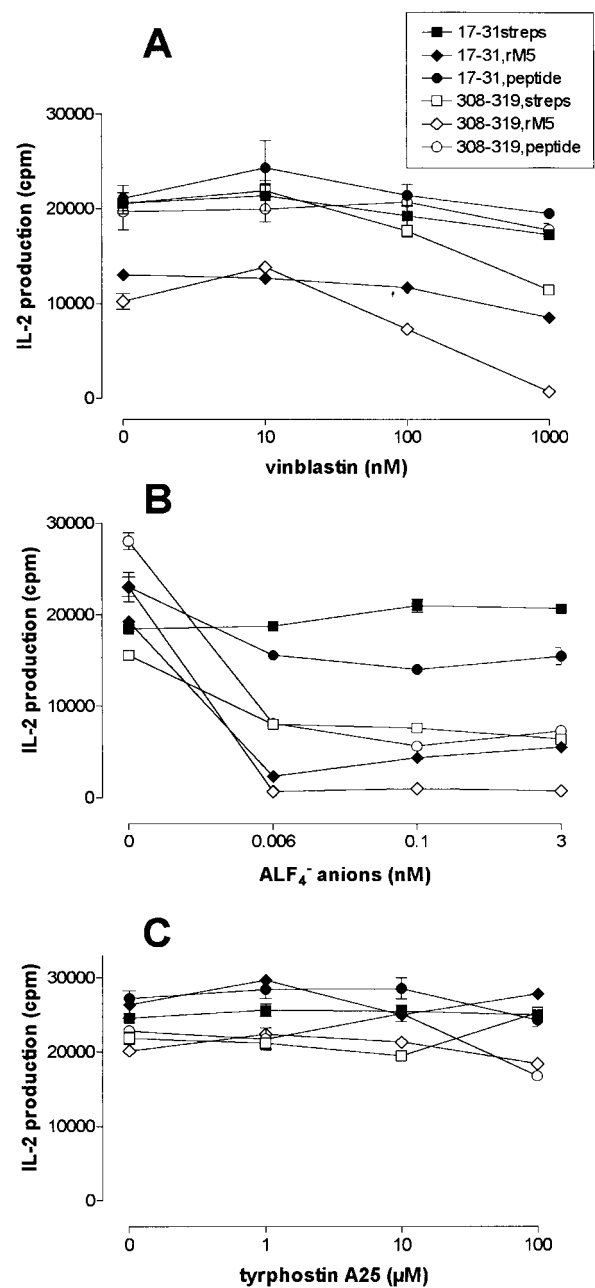 A
17-31streps
17-31,rM5
17-31,peptide
308-319,streps
308-319,rM5
308-319,peptide
IL-2 production (cpm)
30000
20000
10000
0
0 10 100 1000
vinblastin (nM)
B
IL-2 production (cpm)
30000
20000
10000
0
0 0.006 0.1 3
ALF₄⁻ anions (nM)
C
IL-2 production (cpm)
30000
20000
10000
0
0 1 10 100
tyrphostin A25 (µM)